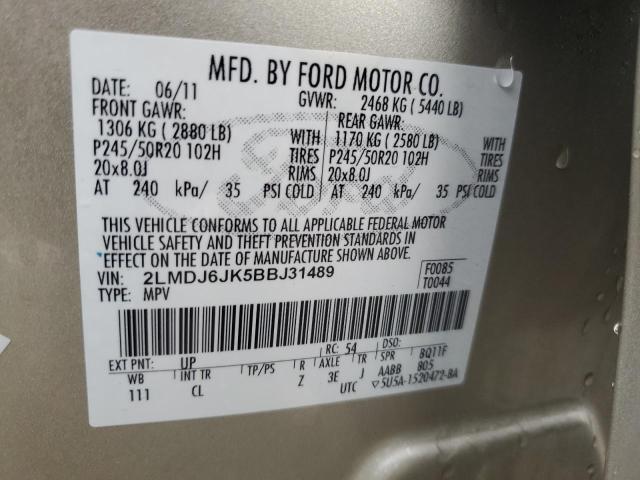 MFD. BY FORD MOTOR CO.
DATE: 06/11 GVWR: 2468 KG ( 5440 LB)
FRONT GAWR: REAR GAWR:
1306 KG ( 2880 LB) WITH 1170 KG ( 2580 LB) WITH
P245/50R20 102H TIRES P245/50R20 102H TIRES
20x8.0J RIMS 20x8.0J RIMS
AT 240 kPa/ 35 PSI COLD AT 240 kPa/ 35 PSI COLD
THIS VEHICLE CONFORMS TO ALL APPLICABLE FEDERAL MOTOR
VEHICLE SAFETY AND THEFT PREVENTION STANDARDS IN
EFFECT ON THE DATE OF MANUFACTURE SHOWN ABOVE.
VIN: 2LMDJ6JK5BBJ31489 F0085
TYPE: MPV T0044
EXT PNT: UP RC: 54 DSO:
WB INT TR TP/PS R AXLE TR SPR BQ11F
111 CL Z 3E J AABB 805
UTC 5U5A-1520472-BA